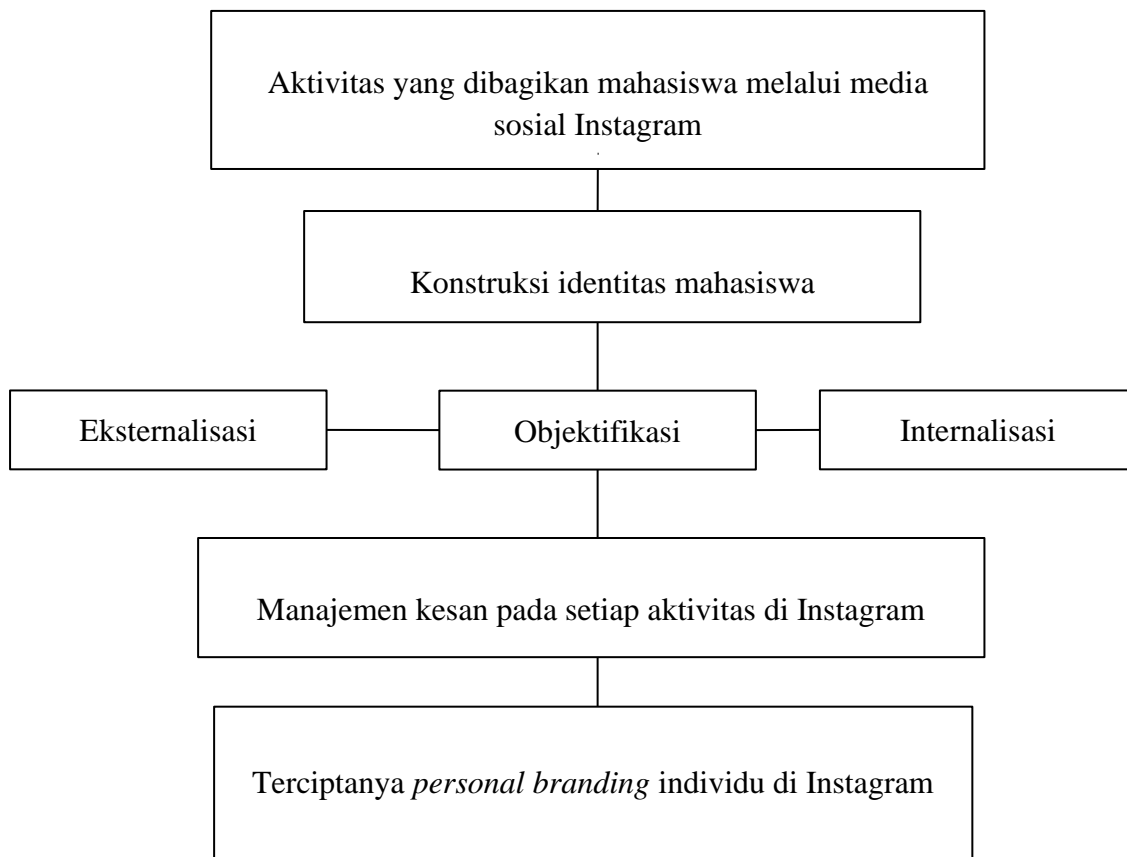 Aktivitas yang dibagikan mahasiswa melalui media
sosial Instagram
Konstruksi identitas mahasiswa
Eksternalisasi
Objektifikasi
Internalisasi
Manajemen kesan pada setiap aktivitas di Instagram
Terciptanya personal branding individu di Instagram